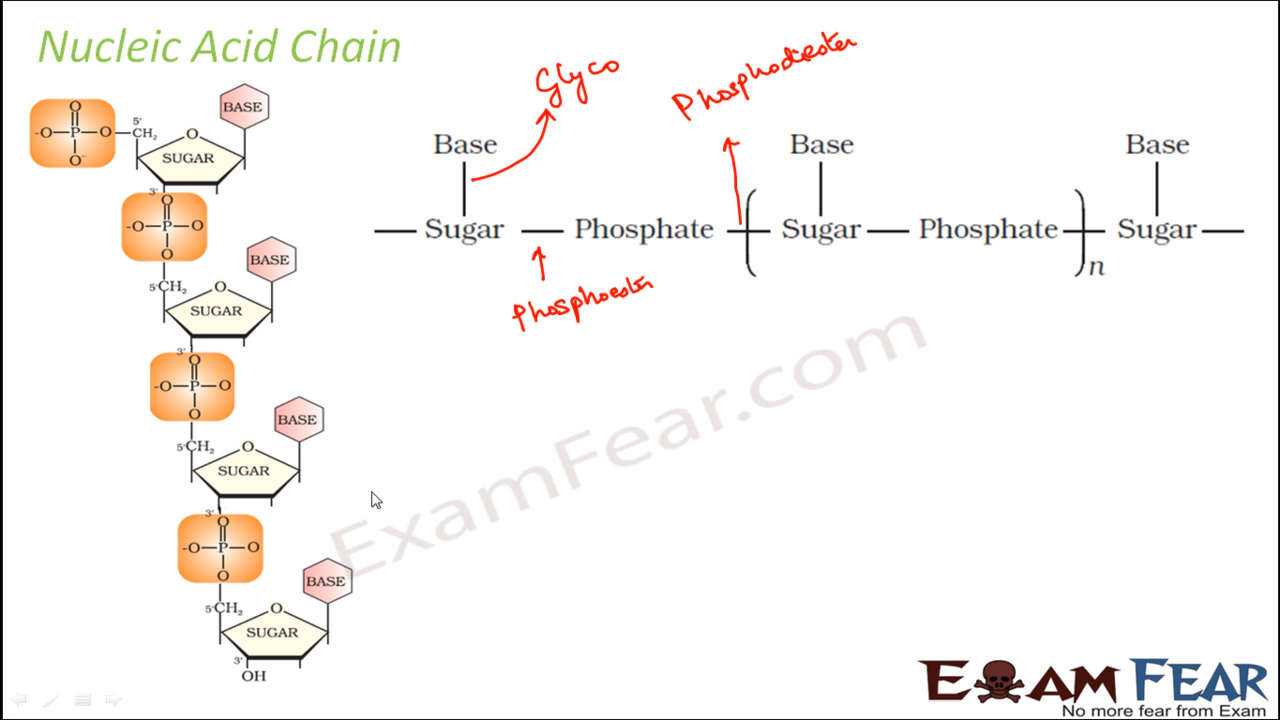 Nucleic Acid Chain
Glyco
Phosphodiester
Phosphoester
Base Base Base
— Sugar — Phosphate — ( Sugar — Phosphate )n — Sugar —
O
-O—P—O
O-
5'
CH2
O
SUGAR
BASE
3'
O
-O—P—O
O
5'CH2
O
SUGAR
BASE
3'
O
-O—P—O
O
5'CH2
O
SUGAR
BASE
3'
O
-O—P—O
O
5'CH2
O
SUGAR
BASE
3'
OH
ExamFear.com
EXAM FEAR
No more fear from Exam